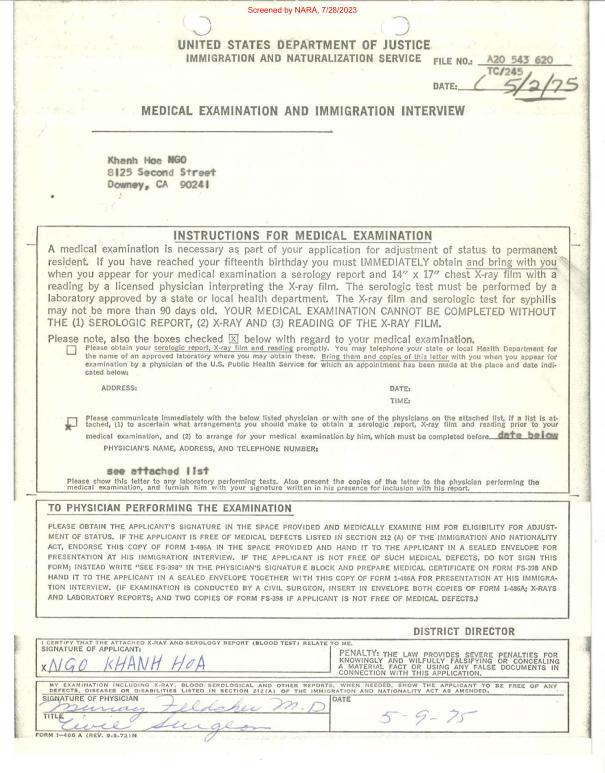 Screened by NARA, 7/28/2023
UNITED STATES DEPARTMENT OF JUSTICE
IMMIGRATION AND NATURALIZATION SERVICE FILE NO.: A20 543 620
TC/245
DATE: 5/2/75
MEDICAL EXAMINATION AND IMMIGRATION INTERVIEW
Khanh Hoa NGO
8125 Second Street
Downey, CA 90241
INSTRUCTIONS FOR MEDICAL EXAMINATION
A medical examination is necessary as part of your application for adjustment of status to permanent
resident. If you have reached your fifteenth birthday you must IMMEDIATELY obtain and bring with you
when you appear for your medical examination a serology report and 14" x 17" chest X-ray film with a
reading by a licensed physician interpreting the X-ray film. The serologic test must be performed by a
laboratory approved by a state or local health department. The X-ray film and serologic test for syphilis
may not be more than 90 days old. YOUR MEDICAL EXAMINATION CANNOT BE COMPLETED WITHOUT
THE (1) SEROLOGIC REPORT, (2) X-RAY AND (3) READING OF THE X-RAY FILM.
Please note, also the boxes checked X below with regard to your medical examination.
Please obtain your serologic report, X-ray film and reading promptly. You may telephone your state or local Health Department for
the name of an approved laboratory where you may obtain these. Bring them and copies of this letter with you when you appear for
examination by a physician of the U.S. Public Health Service for which an appointment has been made at the place and date indi-
cated below:
ADDRESS: DATE:
TIME:
x Please communicate immediately with the below listed physician or with one of the physicians on the attached list, if a list is at-
tached, (1) to ascertain what arrangements you should make to obtain a serologic report, X-ray film and reading prior to your
medical examination, and (2) to arrange for your medical examination by him, which must be completed before date below
PHYSICIAN'S NAME, ADDRESS, AND TELEPHONE NUMBER:
see attached list
Please show this letter to any laboratory performing tests. Also present the copies of the letter to the physician performing the
medical examination, and furnish him with your signature written in his presence for inclusion with his report.
TO PHYSICIAN PERFORMING THE EXAMINATION
PLEASE OBTAIN THE APPLICANT'S SIGNATURE IN THE SPACE PROVIDED AND MEDICALLY EXAMINE HIM FOR ELIGIBILITY FOR ADJUST-
MENT OF STATUS. IF THE APPLICANT IS FREE OF MEDICAL DEFECTS LISTED IN SECTION 212 (A) OF THE IMMIGRATION AND NATIONALITY
ACT, ENDORSE THIS COPY OF FORM I-486A IN THE SPACE PROVIDED AND HAND IT TO THE APPLICANT IN A SEALED ENVELOPE FOR
PRESENTATION AT HIS IMMIGRATION INTERVIEW. IF THE APPLICANT IS NOT FREE OF SUCH MEDICAL DEFECTS, DO NOT SIGN THIS
FORM; INSTEAD WRITE "SEE FS-398" IN THE PHYSICIAN'S SIGNATURE BLOCK AND PREPARE MEDICAL CERTIFICATE ON FORM FS-398 AND
HAND IT TO THE APPLICANT IN A SEALED ENVELOPE TOGETHER WITH THIS COPY OF FORM I-486A FOR PRESENTATION AT HIS IMMIGRA-
TION INTERVIEW. (IF EXAMINATION IS CONDUCTED BY A CIVIL SURGEON, INSERT IN ENVELOPE BOTH COPIES OF FORM I-486A; X-RAYS
AND LABORATORY REPORTS; AND TWO COPIES OF FORM FS-398 IF APPLICANT IS NOT FREE OF MEDICAL DEFECTS.)
DISTRICT DIRECTOR
I CERTIFY THAT THE ATTACHED X-RAY AND SEROLOGY REPORT (BLOOD TEST) RELATE TO ME.
SIGNATURE OF APPLICANT:
x NGO KHANH HOA
PENALTY: THE LAW PROVIDES SEVERE PENALTIES FOR
KNOWINGLY AND WILFULLY FALSIFYING OR CONCEALING
A MATERIAL FACT OR USING ANY FALSE DOCUMENTS IN
CONNECTION WITH THIS APPLICATION.
MY EXAMINATION INCLUDING X-RAY, BLOOD SEROLOGICAL AND OTHER REPORTS, WHEN NEEDED, SHOW THE APPLICANT TO BE FREE OF ANY
DEFECTS, DISEASES OR DISABILITIES LISTED IN SECTION 212(A) OF THE IMMIGRATION AND NATIONALITY ACT AS AMENDED.
SIGNATURE OF PHYSICIAN DATE
Murray Feldsher M.D 5-9-75
TITLE Civil Surgeon
FORM I-486 A (REV. 9-5-72)N